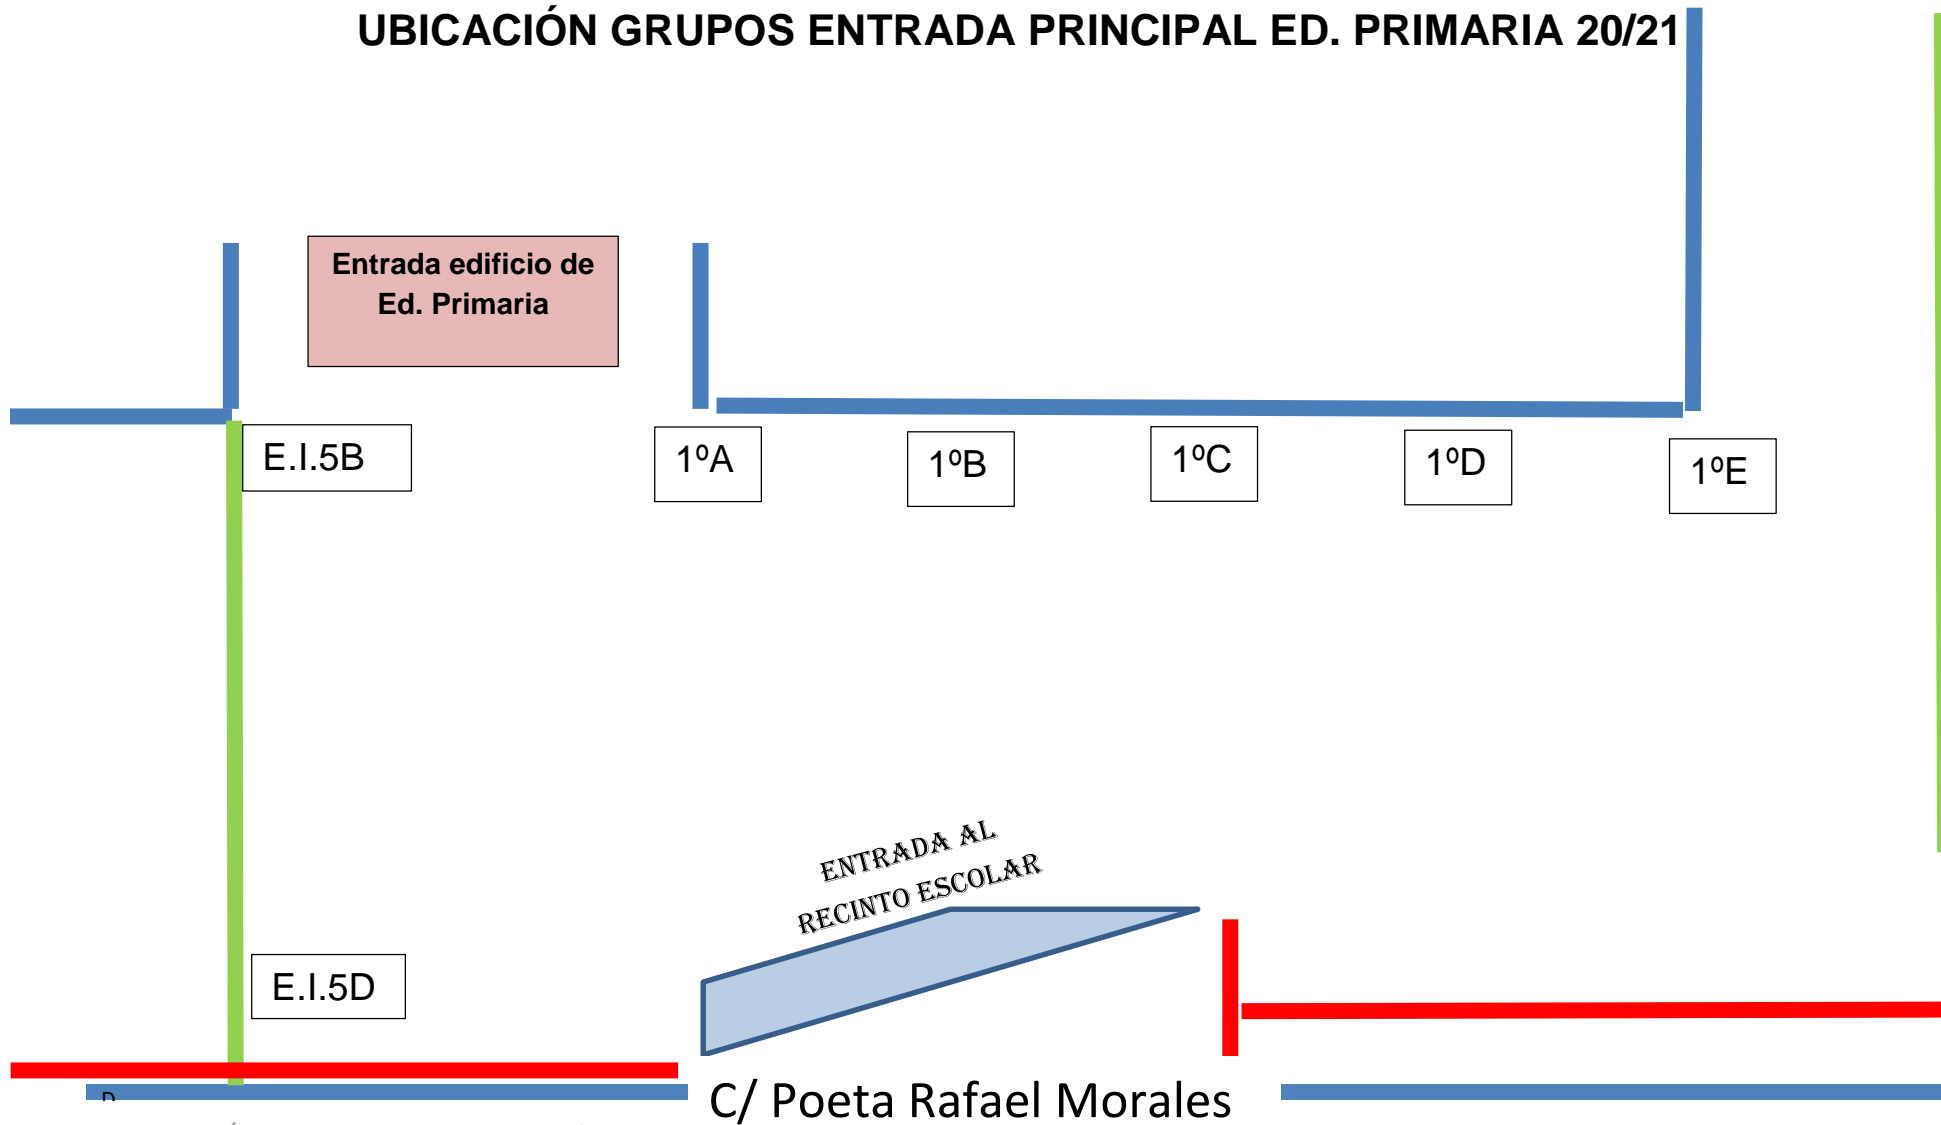 UBICACIÓN GRUPOS ENTRADA PRINCIPAL ED. PRIMARIA 20/21
Entrada edificio de
Ed. Primaria
E.I.5B
1ºA
1ºB
1ºC
1ºD
1ºE
ENTRADA AL
RECINTO ESCOLAR
E.I.5D
C/ Poeta Rafael Morales